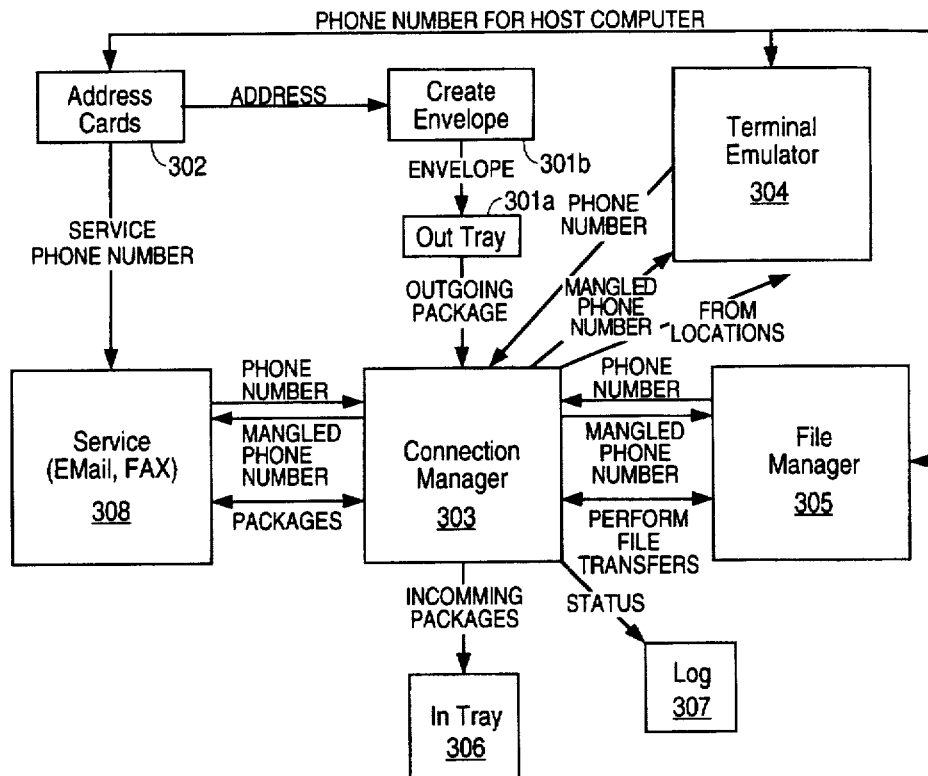 PHONE NUMBER FOR HOST COMPUTER
Address
Cards
302
ADDRESS
Create
Envelope
301b
ENVELOPE
301a
Out Tray
OUTGOING
PACKAGE
Terminal
Emulator
304
PHONE
NUMBER
MANGLED
PHONE
NUMBER
FROM
LOCATIONS
SERVICE
PHONE NUMBER
Service
(EMail, FAX)
308
PHONE
NUMBER
MANGLED
PHONE
NUMBER
PACKAGES
Connection
Manager
303
PHONE
NUMBER
MANGLED
PHONE
NUMBER
PERFORM
FILE
TRANSFERS
File
Manager
305
INCOMMING
PACKAGES
STATUS
In Tray
306
Log
307